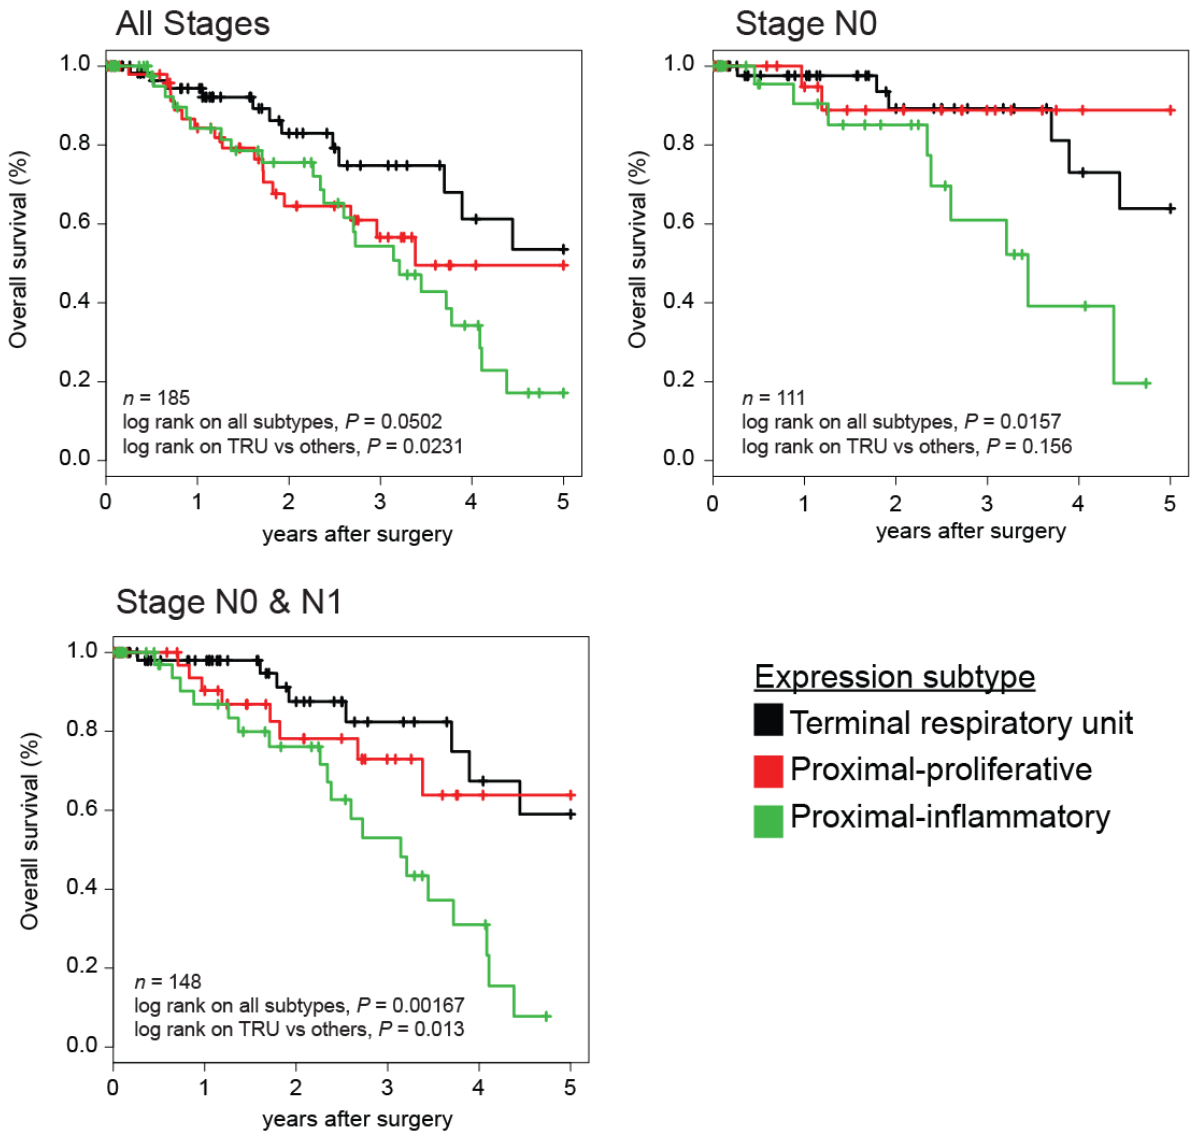 All Stages
1.0
0.8
0.6
0.4
0.2
0.0
Overall survival (%)
n = 185
log rank on all subtypes, P = 0.0502
log rank on TRU vs others, P = 0.0231
0 1 2 3 4 5
years after surgery
Stage N0
1.0
0.8
0.6
0.4
0.2
0.0
Overall survival (%)
n = 111
log rank on all subtypes, P = 0.0157
log rank on TRU vs others, P = 0.156
0 1 2 3 4 5
years after surgery
Stage N0 & N1
1.0
0.8
0.6
0.4
0.2
0.0
Overall survival (%)
n = 148
log rank on all subtypes, P = 0.00167
log rank on TRU vs others, P = 0.013
0 1 2 3 4 5
years after surgery
Expression subtype
Terminal respiratory unit
Proximal-proliferative
Proximal-inflammatory